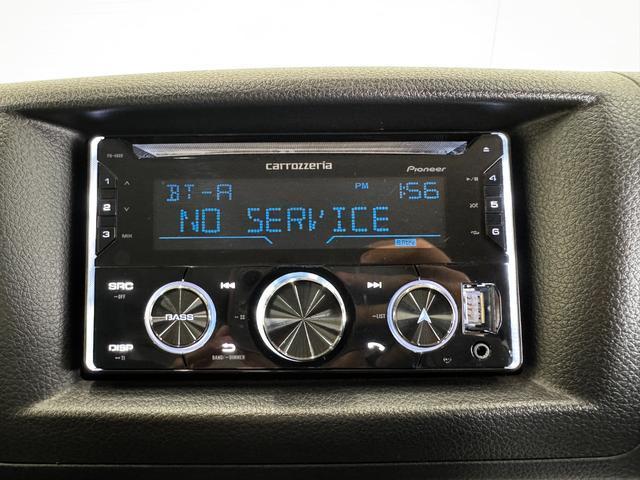 carrozzeria
Pioneer
BT-A
PM 1:56
NO SERVICE
1
2
3
MIX
4
5
6
SRC
OFF
BASS
DISP
BAND
DIMMER
LIST